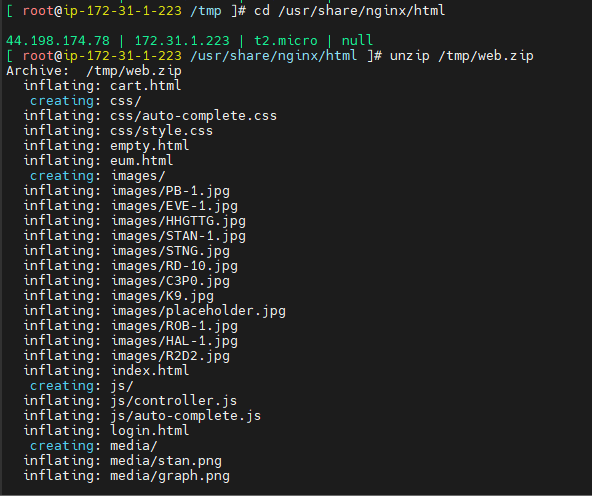 [ root@ip-172-31-1-223 /tmp ]# cd /usr/share/nginx/html
44.198.174.78 | 172.31.1.223 | t2.micro | null
[ root@ip-172-31-1-223 /usr/share/nginx/html ]# unzip /tmp/web.zip
Archive:  /tmp/web.zip
  inflating: cart.html
   creating: css/
  inflating: css/auto-complete.css
  inflating: css/style.css
  inflating: empty.html
  inflating: eum.html
   creating: images/
  inflating: images/PB-1.jpg
  inflating: images/EVE-1.jpg
  inflating: images/HHGTTG.jpg
  inflating: images/STAN-1.jpg
  inflating: images/STNG.jpg
  inflating: images/RD-10.jpg
  inflating: images/C3P0.jpg
  inflating: images/K9.jpg
  inflating: images/placeholder.jpg
  inflating: images/ROB-1.jpg
  inflating: images/HAL-1.jpg
  inflating: images/R2D2.jpg
  inflating: index.html
   creating: js/
  inflating: js/controller.js
  inflating: js/auto-complete.js
  inflating: login.html
   creating: media/
  inflating: media/stan.png
  inflating: media/graph.png